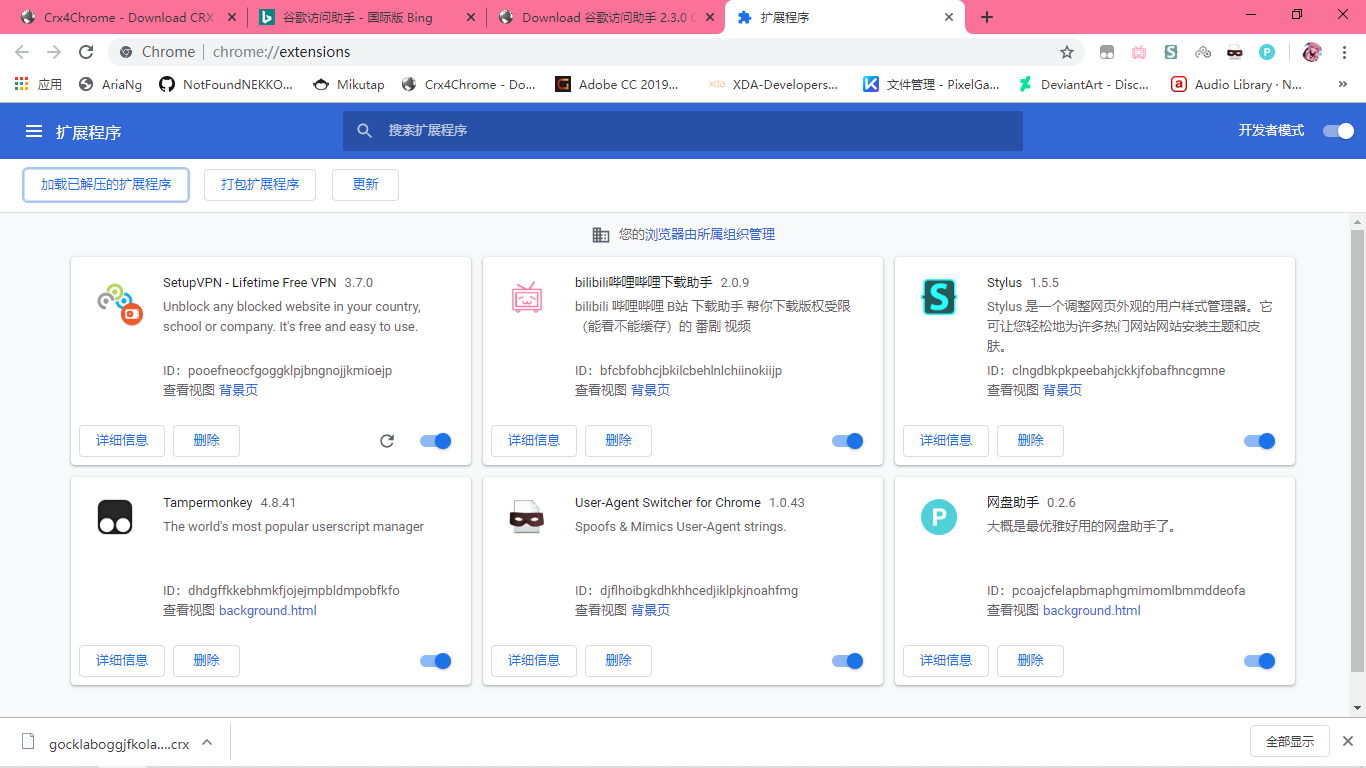 Crx4Chrome - Download CRX
谷歌访问助手 - 国际版 Bing
Download 谷歌访问助手 2.3.0 C
扩展程序
Chrome
chrome://extensions
应用
AriaNg
NotFoundNEKKO...
Mikutap
Crx4Chrome - Do...
Adobe CC 2019...
XDA-Developers...
文件管理 - PixelGa...
DeviantArt - Disc...
Audio Library · N...
»
扩展程序
搜索扩展程序
开发者模式
加载已解压的扩展程序
打包扩展程序
更新
您的浏览器由所属组织管理
SetupVPN - Lifetime Free VPN 3.7.0
Unblock any blocked website in your country,
school or company. It's free and easy to use.
ID：pooefneocfgoggklpjbngnojjkmioejp
查看视图 背景页
详细信息
删除
bilibili哔哩哔哩下载助手 2.0.9
bilibili 哔哩哔哩 B站 下载助手 帮你下载版权受限
（能看不能缓存）的 番剧 视频
ID：bfcbfobhcjbkilcbehlnlchiinokiijp
查看视图 背景页
详细信息
删除
Stylus 1.5.5
Stylus 是一个调整网页外观的用户样式管理器。它
可让您轻松地为许多热门网站网站安装主题和皮
肤。
ID：clngdbkpkpeebahjckkjfobafhncgmne
查看视图 背景页
详细信息
删除
Tampermonkey 4.8.41
The world's most popular userscript manager
ID：dhdgffkkebhmkfjojejmpbldmpobfkfo
查看视图 background.html
详细信息
删除
User-Agent Switcher for Chrome 1.0.43
Spoofs & Mimics User-Agent strings.
ID：djflhoibgkdhkhhcedjiklpkjnoahfmg
查看视图 背景页
详细信息
删除
网盘助手 0.2.6
大概是最优雅好用的网盘助手了。
ID：pcoajcfelapbmaphgmimomlbmmddeofa
查看视图 background.html
详细信息
删除
gocklaboggjfkola....crx
全部显示